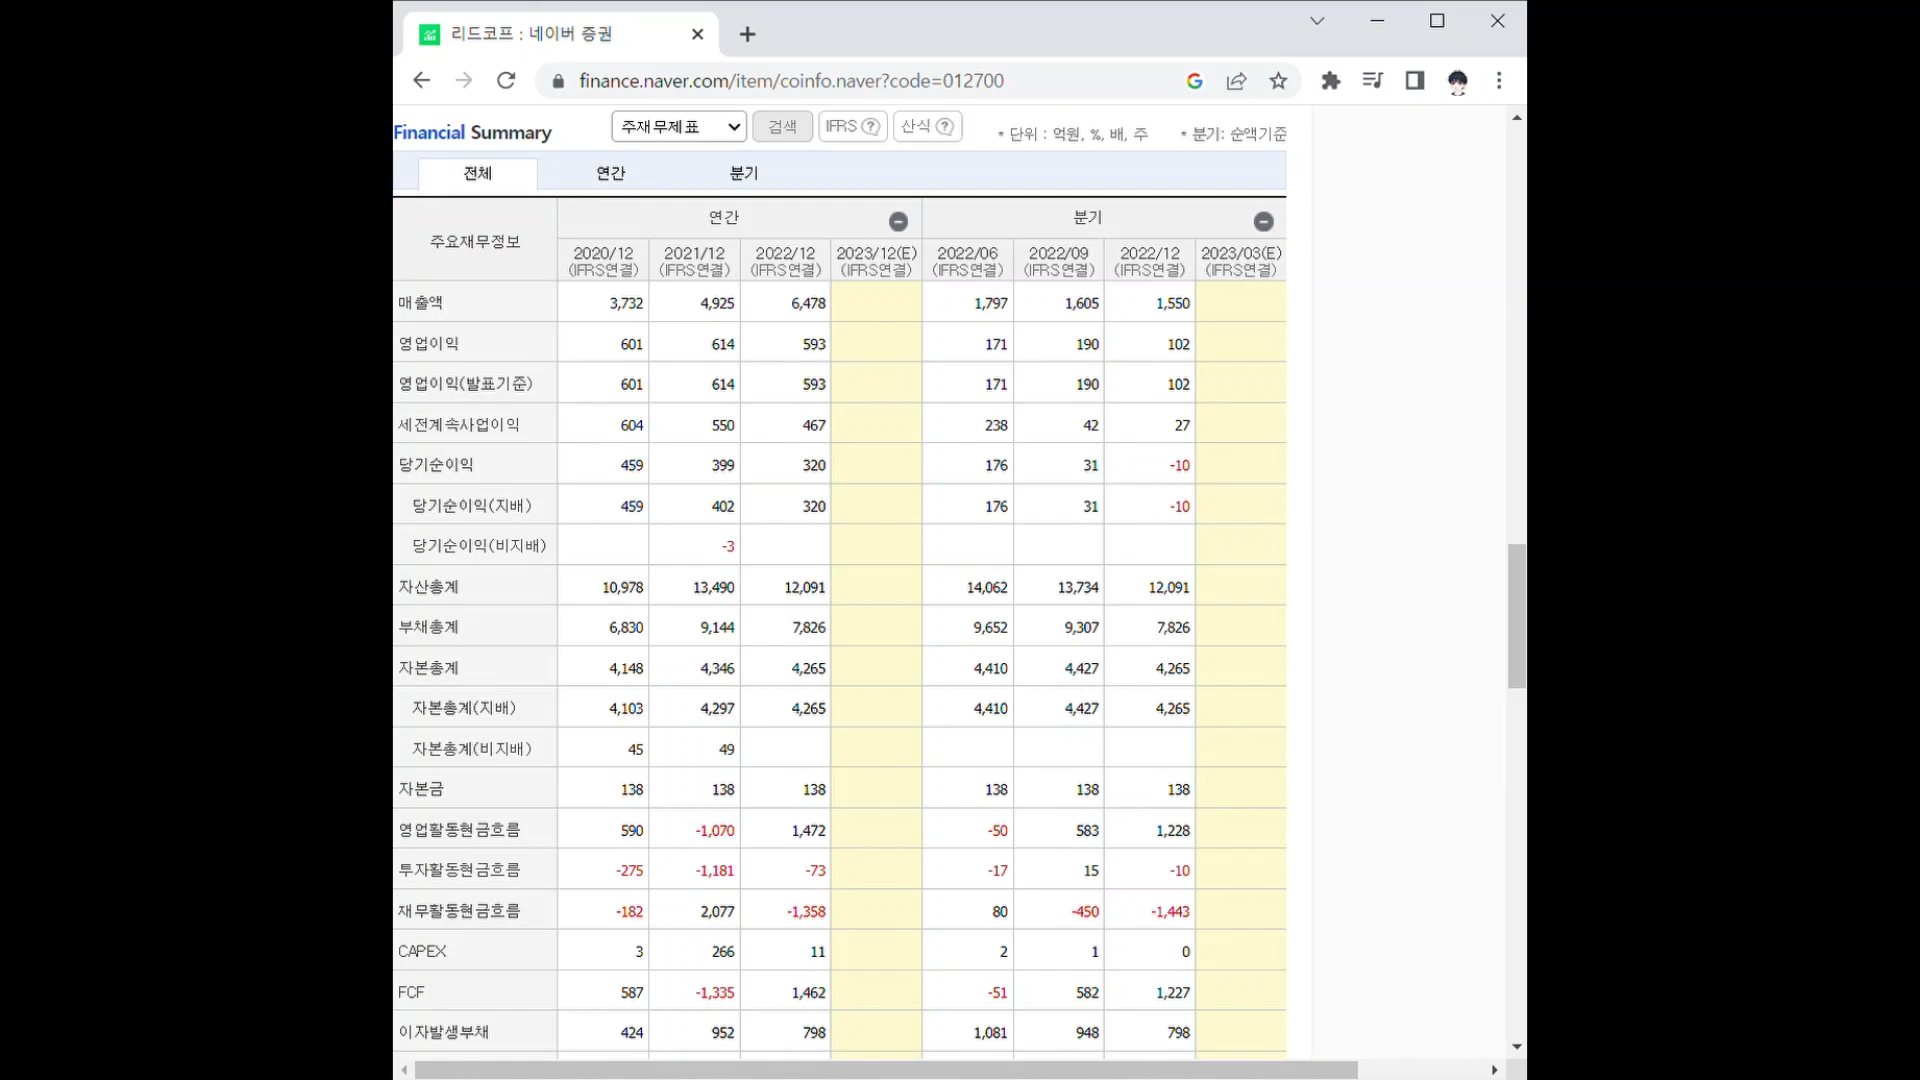 리드코프 : 네이버 증권
finance.naver.com/item/coinfo.naver?code=012700
Financial Summary 주재무제표 검색 IFRS ? 산식 ? * 단위 : 억원, %, 배, 주 * 분기: 순액기준
전체 연간 분기
주요재무정보 연간 분기
2020/12 2021/12 2022/12 2023/12(E) 2022/06 2022/09 2022/12 2023/03(E)
(IFRS연결) (IFRS연결) (IFRS연결) (IFRS연결) (IFRS연결) (IFRS연결) (IFRS연결) (IFRS연결)
매출액 3,732 4,925 6,478 1,797 1,605 1,550
영업이익 601 614 593 171 190 102
영업이익(발표기준) 601 614 593 171 190 102
세전계속사업이익 604 550 467 238 42 27
당기순이익 459 399 320 176 31 -10
당기순이익(지배) 459 402 320 176 31 -10
당기순이익(비지배) -3
자산총계 10,978 13,490 12,091 14,062 13,734 12,091
부채총계 6,830 9,144 7,826 9,652 9,307 7,826
자본총계 4,148 4,346 4,265 4,410 4,427 4,265
자본총계(지배) 4,103 4,297 4,265 4,410 4,427 4,265
자본총계(비지배) 45 49
자본금 138 138 138 138 138 138
영업활동현금흐름 590 -1,070 1,472 -50 583 1,228
투자활동현금흐름 -275 -1,181 -73 -17 15 -10
재무활동현금흐름 -182 2,077 -1,358 80 -450 -1,443
CAPEX 3 266 11 2 1 0
FCF 587 -1,335 1,462 -51 582 1,227
이자발생부채 424 952 798 1,081 948 798